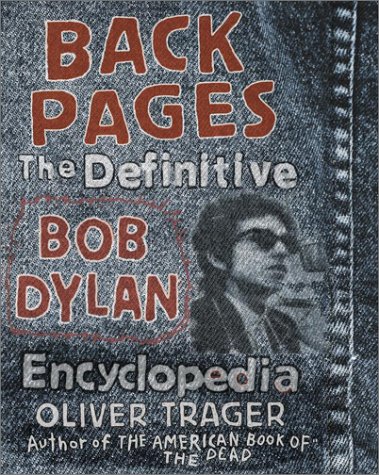 BACK
PAGES
The Definitive
BOB
DYLAN
Encyclopedia
OLIVER TRAGER
Author of THE AMERICAN BOOK OF
THE DEAD